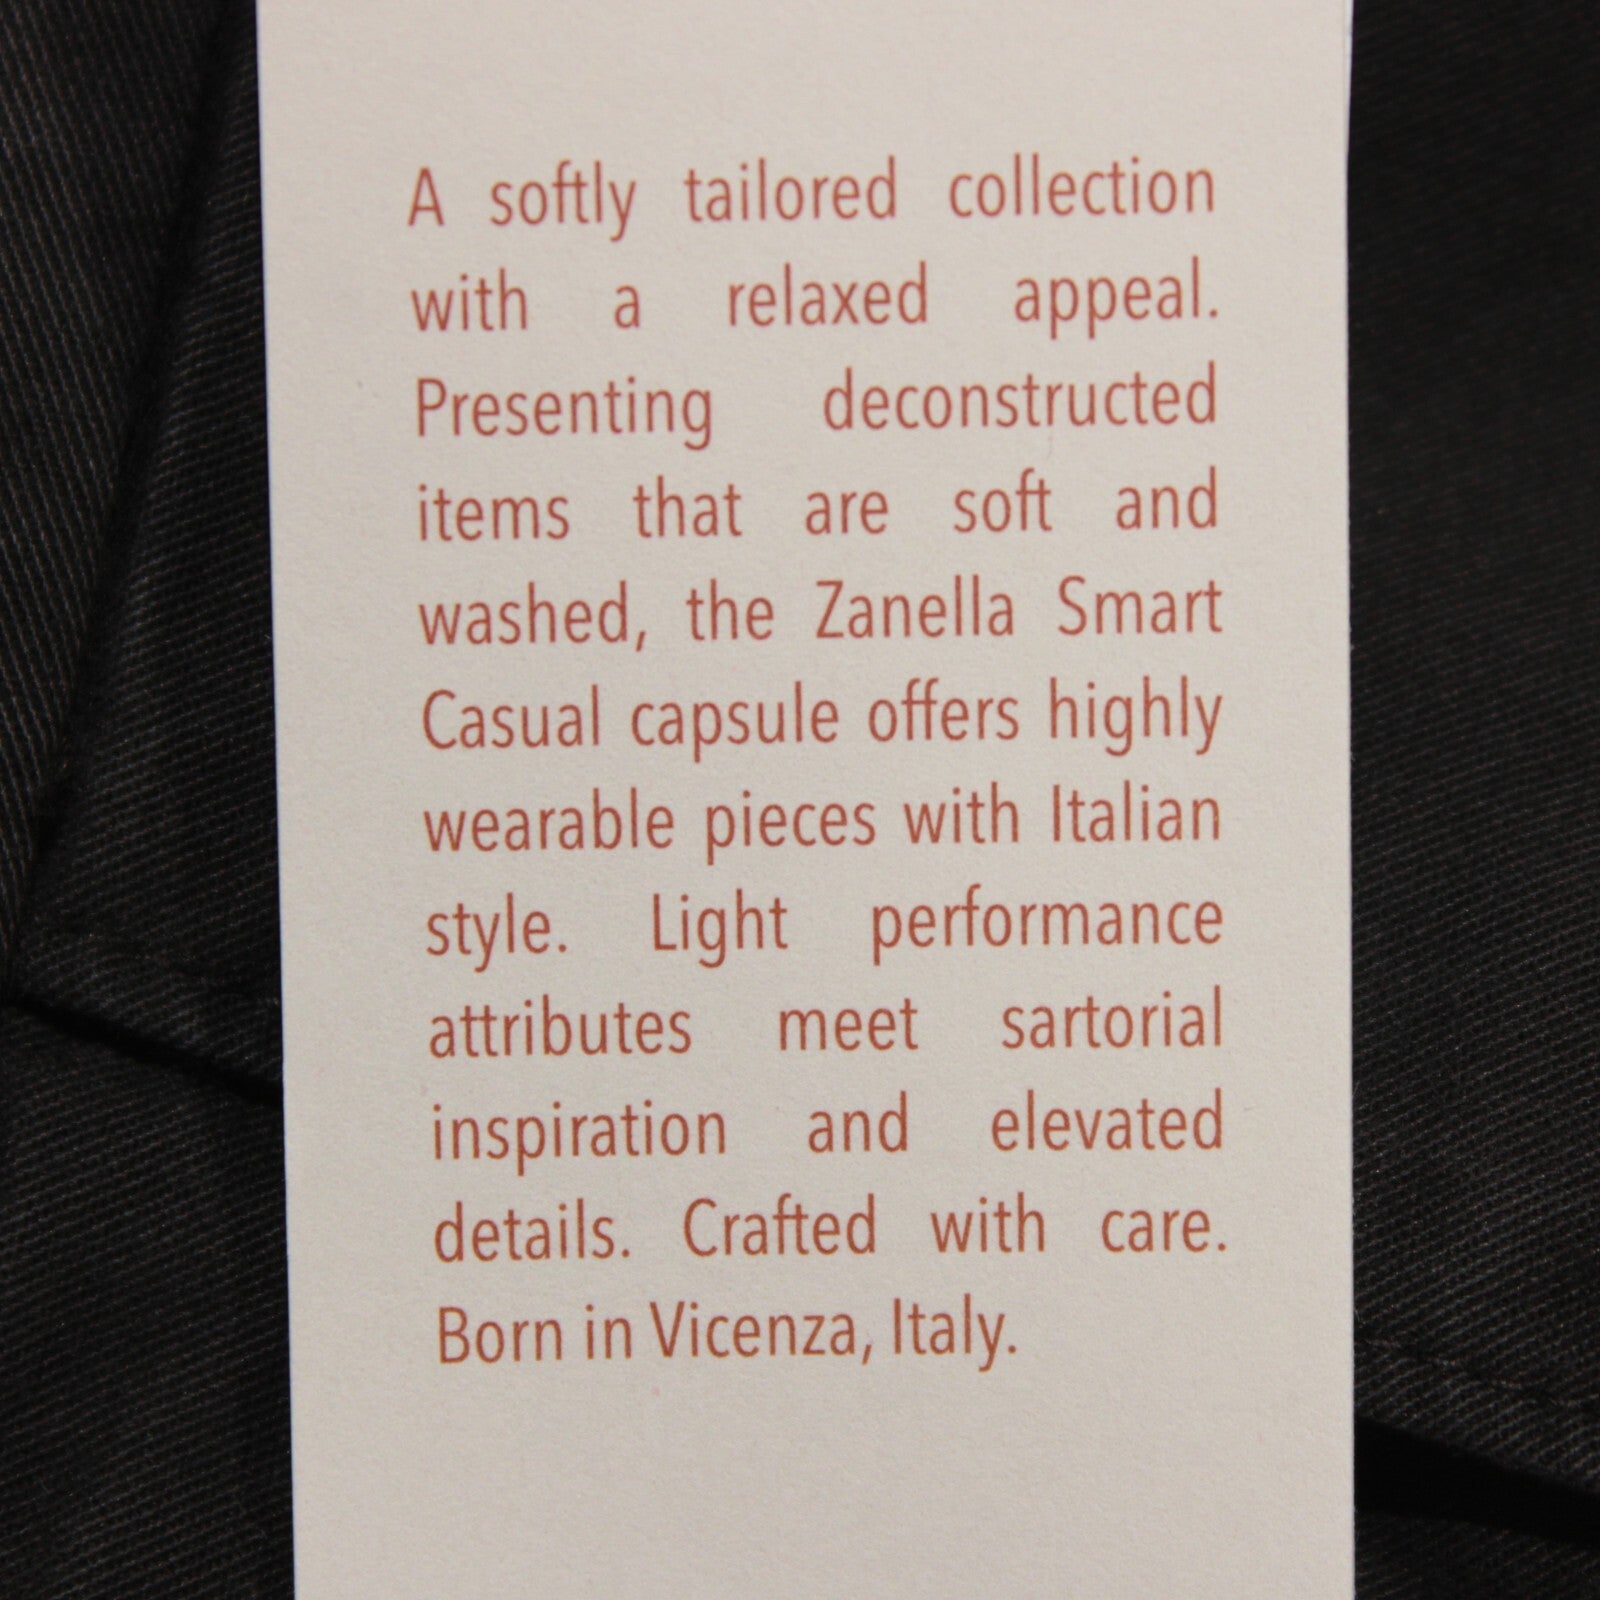 A softly tailored collection
with a relaxed appeal.
Presenting deconstructed
items that are soft and
washed, the Zanella Smart
Casual capsule offers highly
wearable pieces with Italian
style. Light performance
attributes meet sartorial
inspiration and elevated
details. Crafted with care.
Born in Vicenza, Italy.